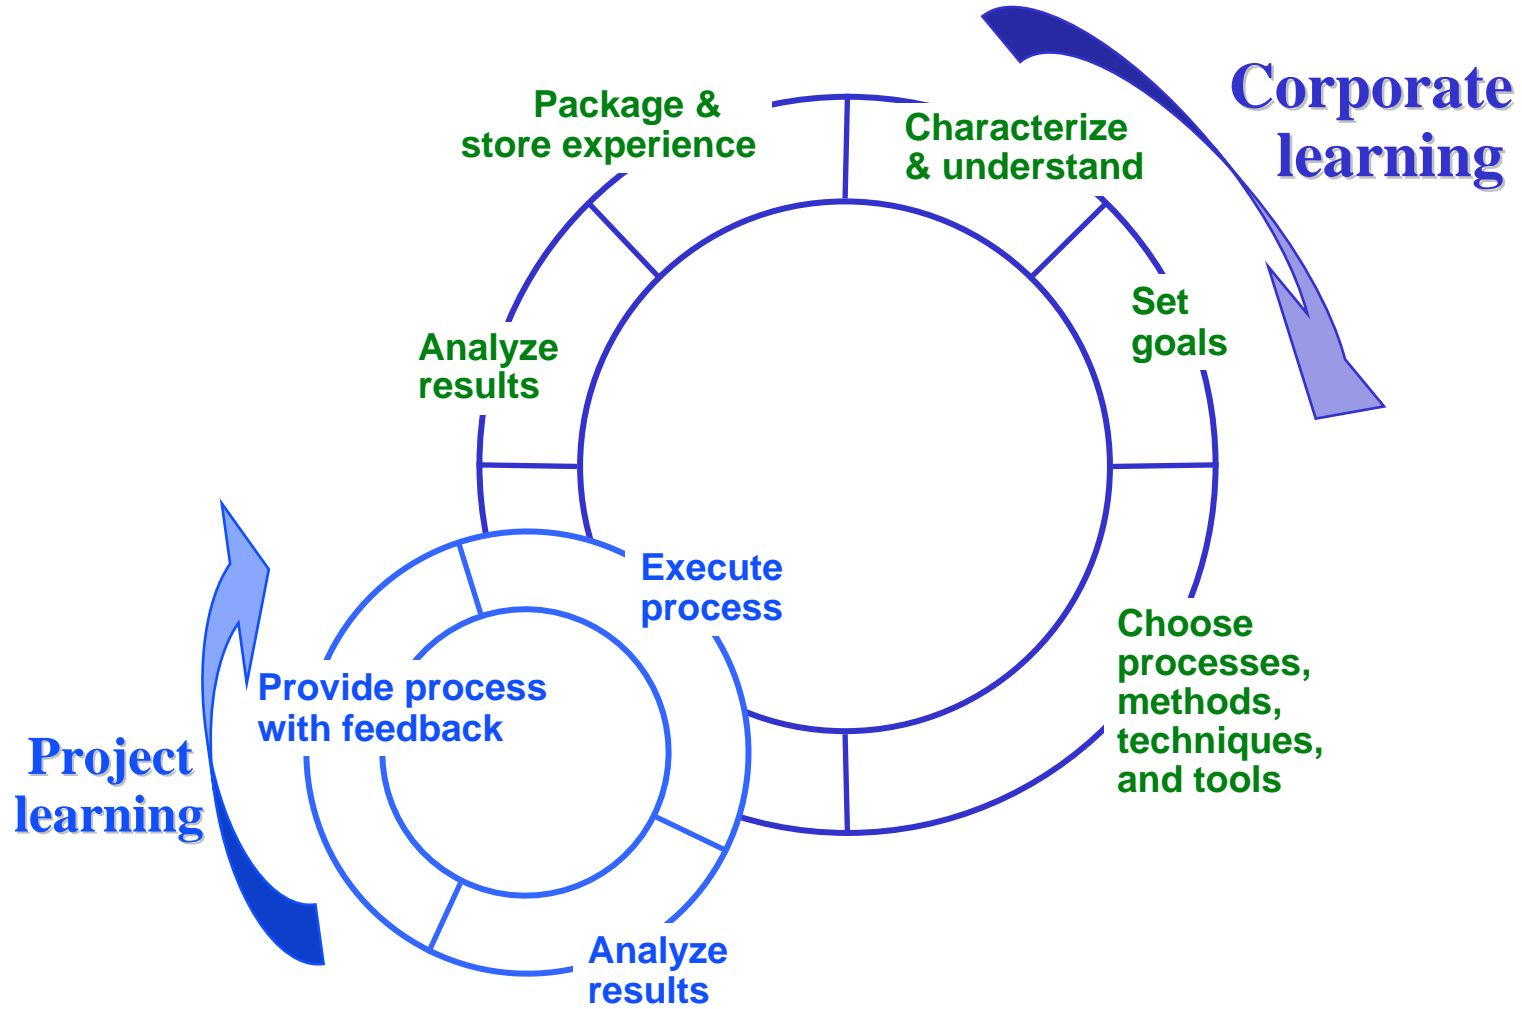 Corporate
learning
Package &
store experience
Characterize
& understand
Set
goals
Analyze
results
Execute
process
Choose
processes,
methods,
techniques,
and tools
Provide process
with feedback
Project
learning
Analyze
results